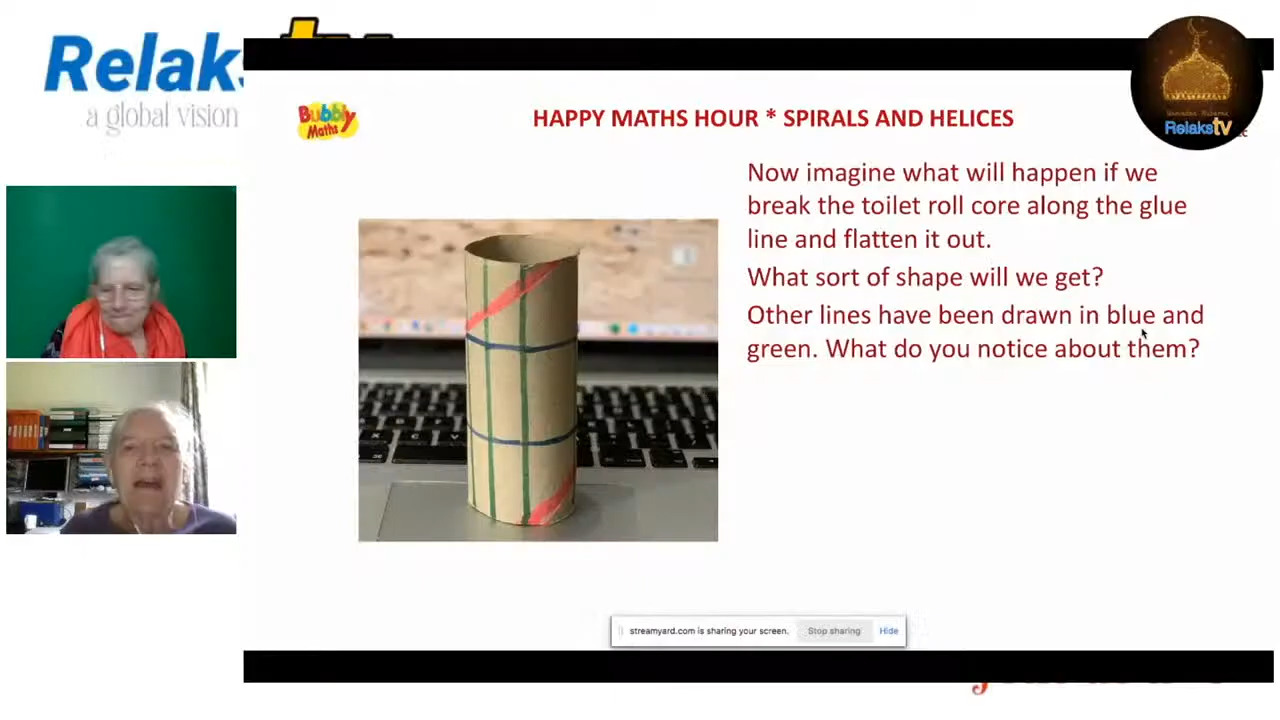 Relaks
a global vision
Bubbly
Maths
HAPPY MATHS HOUR * SPIRALS AND HELICES
RelaksTV
Now imagine what will happen if we
break the toilet roll core along the glue
line and flatten it out.
What sort of shape will we get?
Other lines have been drawn in blue and
green. What do you notice about them?
streamyard.com is sharing your screen. Stop sharing Hide